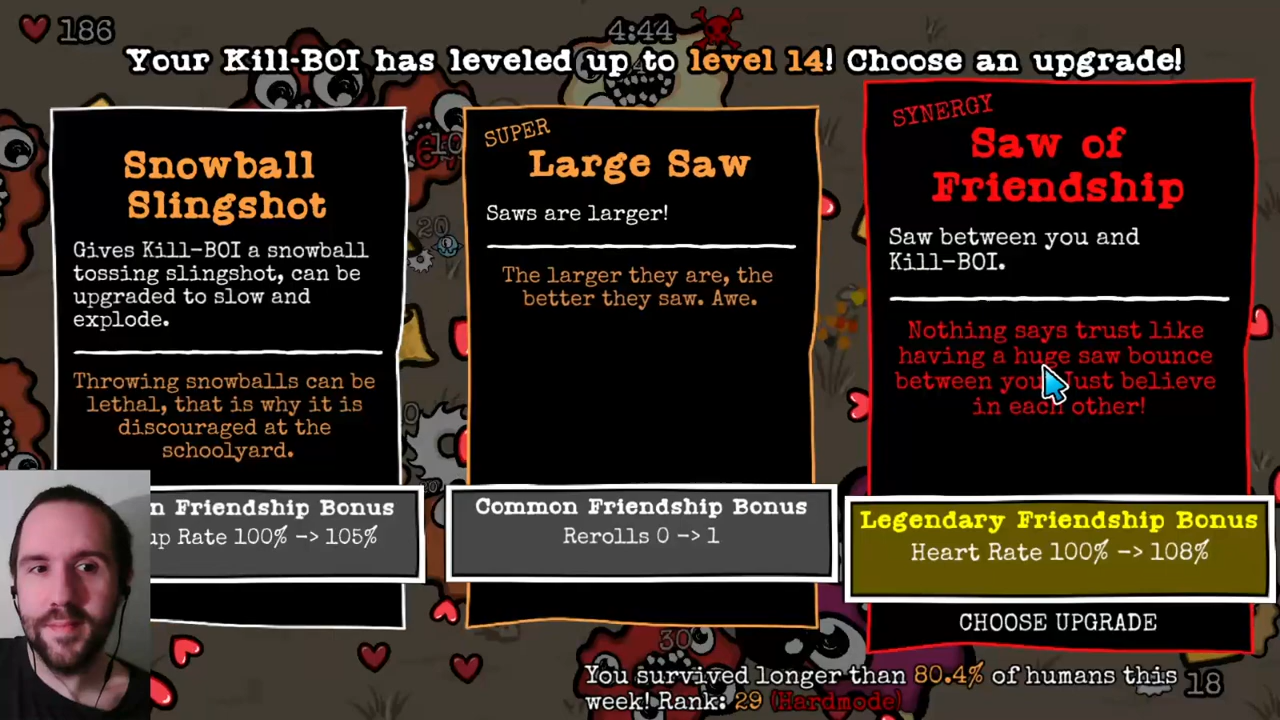 186
4:44
Your Kill-BOI has leveled up to level 14! Choose an upgrade!
Snowball
Slingshot
Gives Kill-BOI a snowball
tossing slingshot, can be
upgraded to slow and
explode.
Throwing snowballs can be
lethal, that is why it is
discouraged at the
schoolyard.
Friendship Bonus
Rate 100% -> 105%
SUPER
Large Saw
Saws are larger!
The larger they are, the
better they saw. Awe.
Common Friendship Bonus
Rerolls 0 -> 1
SYNERGY
Saw of
Friendship
Saw between you and
Kill-BOI.
Nothing says trust like
having a huge saw bounce
between you Just believe
in each other!
Legendary Friendship Bonus
Heart Rate 100% -> 108%
CHOOSE UPGRADE
20
30
You survived longer than 80.4% of humans this
week! Rank: 29 (Hardmode)
18